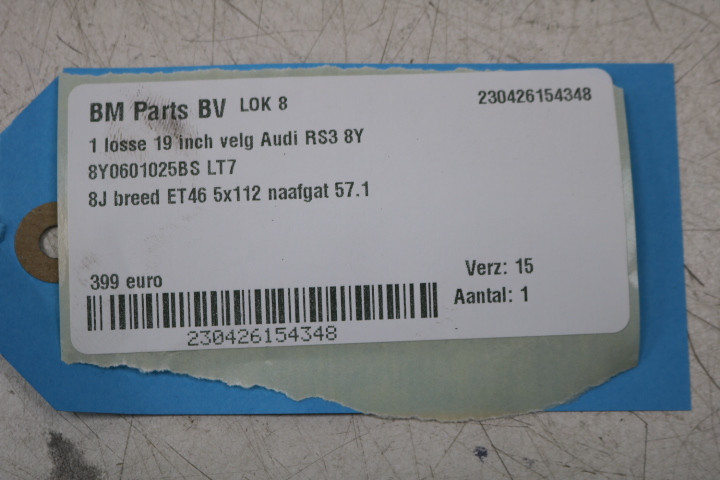 BM Parts BV LOK 8 230426154348
1 losse 19 inch velg Audi RS3 8Y
8Y0601025BS LT7
8J breed ET46 5x112 naafgat 57.1
399 euro Verz: 15
Aantal: 1
230426154348